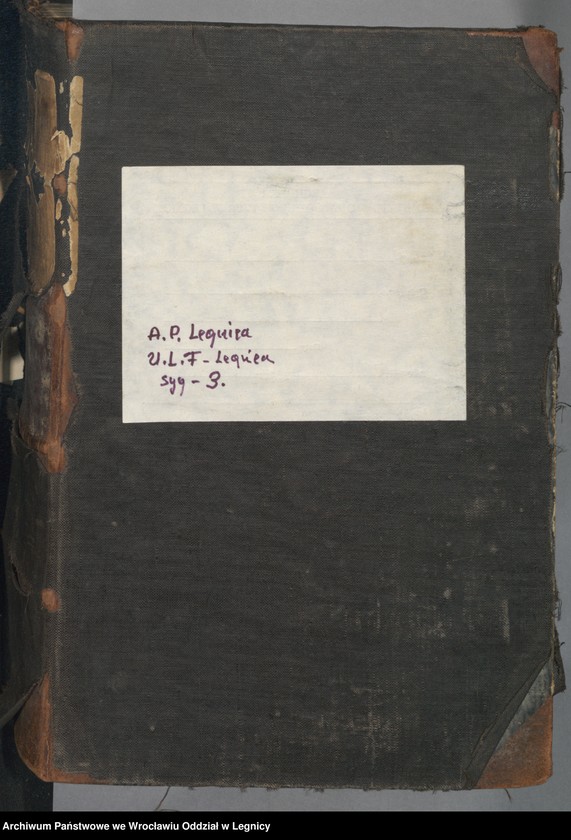 A.P. Legnica
U.L.F - Legnica
syg - 3.
Archiwum Państwowe we Wrocławiu Oddział w Legnicy